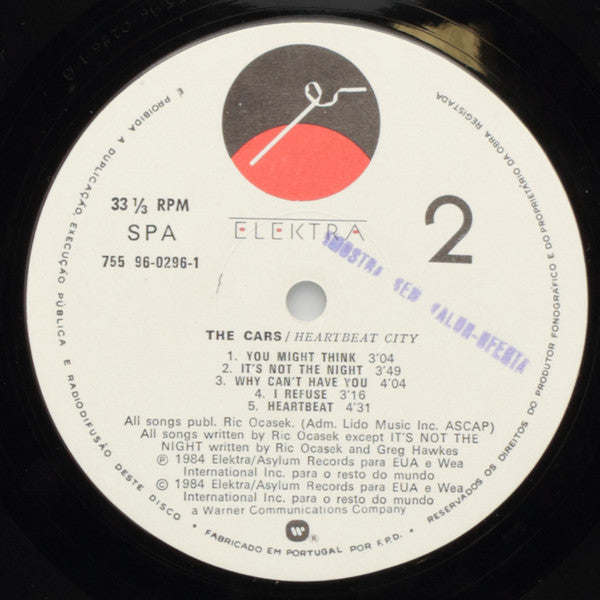 33 1/3 RPM
SPA
755 96-0296-1
ELEKTRA
2
AMOSTRA SEM VALOR-OFERTA
THE CARS/HEARTBEAT CITY
1. YOU MIGHT THINK 3'04
2. IT'S NOT THE NIGHT 3'49
3. WHY CAN'T HAVE YOU 4'04
4. I REFUSE 3'16
5. HEARTBEAT 4'31
All songs publ. Ric Ocasek. (Adm. Lido Music Inc. ASCAP)
All songs written by Ric Ocasek except IT'S NOT THE
NIGHT written by Ric Ocasek and Greg Hawkes
℗ 1984 Elektra/Asylum Records para EUA e Wea
International Inc. para o resto do mundo
© 1984 Elektra/Asylum Records para EUA e Wea
International Inc. para o resto do mundo
a Warner Communications Company
W ®
É PROIBIDA A DUPLICAÇÃO, EXECUÇÃO PÚBLICA E RADIODIFUSÃO DESTE DISCO • FABRICADO EM PORTUGAL POR F.P.D. • RESERVADOS OS DIREITOS DO PRODUTOR FONOGRÁFICO E DO PROPRIETÁRIO DA OBRA REGISTADA